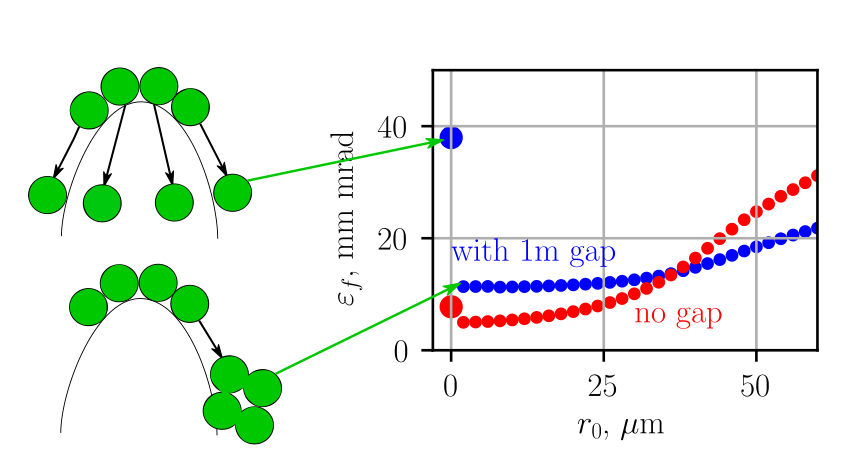 40
20
0
0
25
50
ε_f, mm mrad
r_0, μm
with 1m gap
no gap